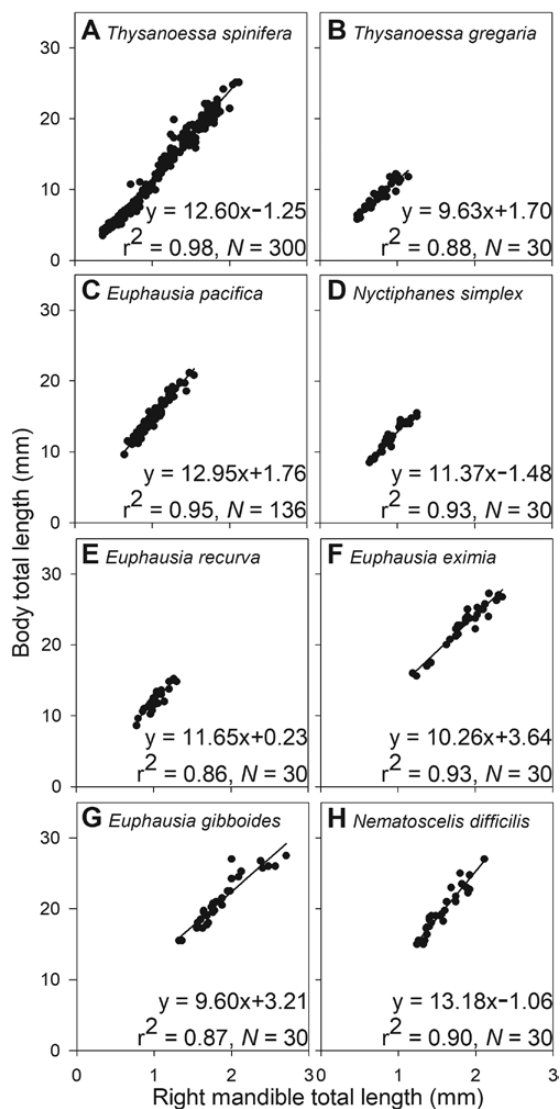 A Thysanoessa spinifera
B Thysanoessa gregaria
30
20
10
0
y = 12.60x−1.25
r2 = 0.98, N = 300
y = 9.63x+1.70
r2 = 0.88, N = 30
C Euphausia pacifica
D Nyctiphanes simplex
30
20
10
0
y = 12.95x+1.76
r2 = 0.95, N = 136
y = 11.37x−1.48
r2 = 0.93, N = 30
Body total length (mm)
E Euphausia recurva
F Euphausia eximia
30
20
10
0
y = 11.65x+0.23
r2 = 0.86, N = 30
y = 10.26x+3.64
r2 = 0.93, N = 30
G Euphausia gibboides
H Nematoscelis difficilis
30
20
10
0
y = 9.60x+3.21
r2 = 0.87, N = 30
y = 13.18x−1.06
r2 = 0.90, N = 30
0 1 2 3 0 1 2 3
Right mandible total length (mm)